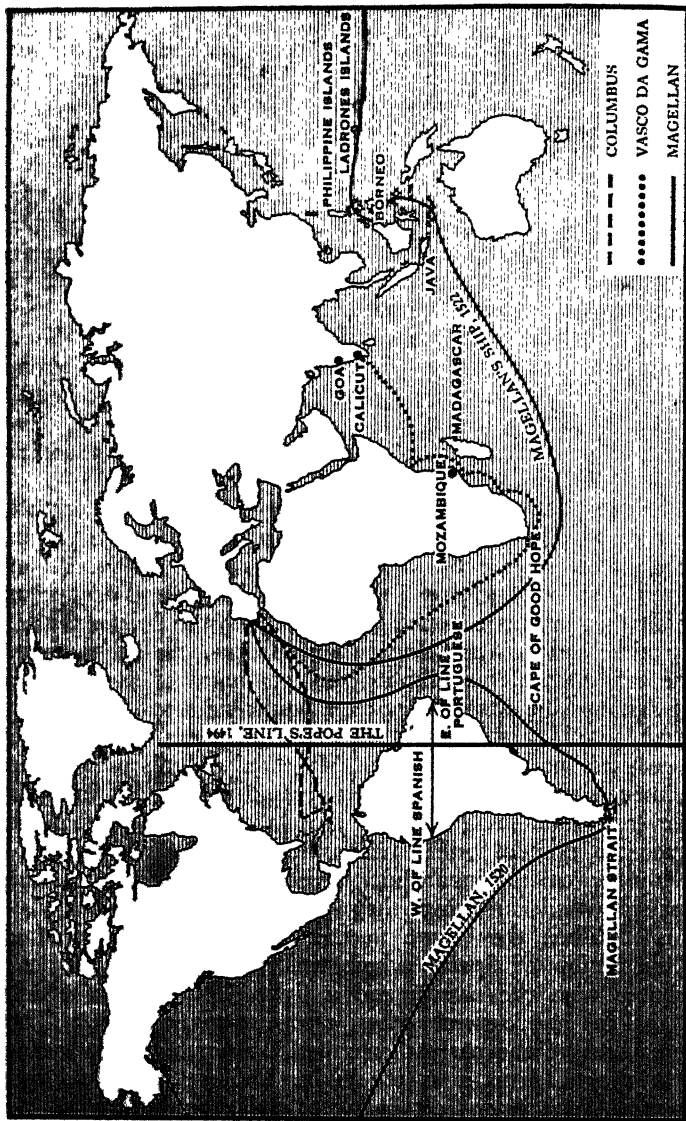 THE POPE'S LINE, 1494
W. OF LINE SPANISH
E. OF LINE
PORTUGUESE
MAGELLAN, 1520
MAGELLAN STRAIT
CAPE OF GOOD HOPE
MOZAMBIQUE
MADAGASCAR
GOA
CALICUT
MAGELLAN'S SHIP, 1522
PHILIPPINE ISLANDS
LADRONES ISLANDS
BORNEO
JAVA
COLUMBUS
VASCO DA GAMA
MAGELLAN